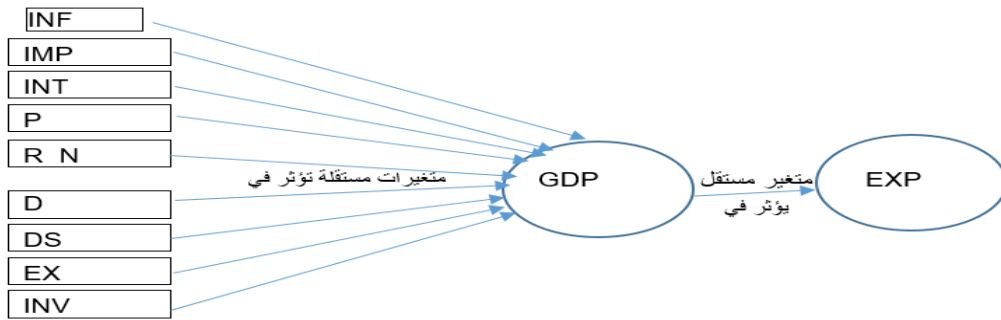 INF
IMP
INT
P
R N
D
DS
EX
INV
متغيرات مستقلة تؤثر في
GDP
متغير مستقل
يؤثر في
EXP